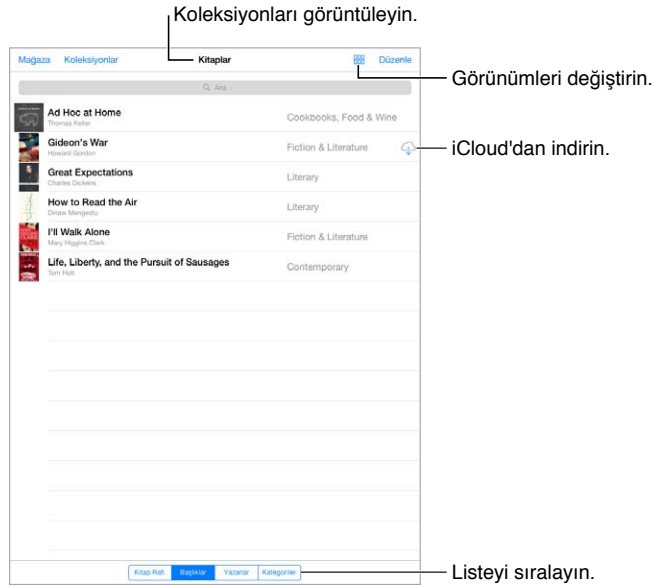 Koleksiyonları görüntüleyin.
Mağaza Koleksiyonlar Kitaplar Düzenle
Görünümleri değiştirin.
Ara
Ad Hoc at Home
Thomas Keller
Cookbooks, Food & Wine
Gideon's War
Howard Gordon
Fiction & Literature
iCloud'dan indirin.
Great Expectations
Charles Dickens
Literary
How to Read the Air
Dinaw Mengestu
Literary
I'll Walk Alone
Mary Higgins Clark
Fiction & Literature
Life, Liberty, and the Pursuit of Sausages
Tom Holt
Contemporary
Kitap Rafı Başlıklar Yazarlar Kategoriler
Listeyi sıralayın.